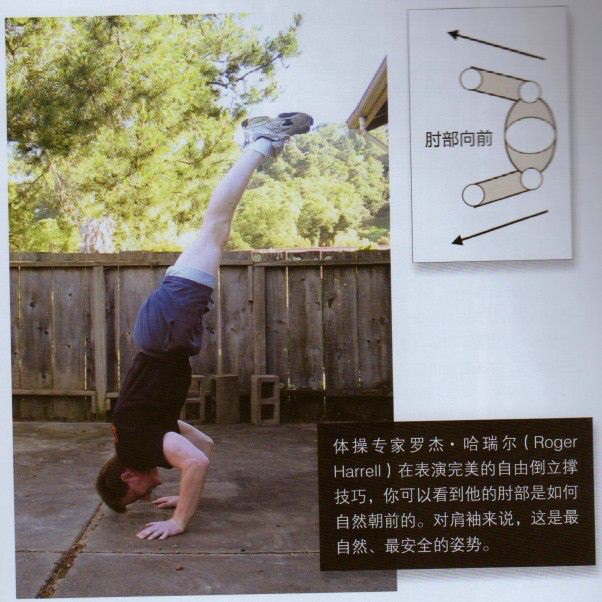 肘部向前
体操专家罗杰·哈瑞尔（Roger
Harrell）在表演完美的自由倒立撑
技巧，你可以看到他的肘部是如何
自然朝前的。对肩袖来说，这是最
自然、最安全的姿势。